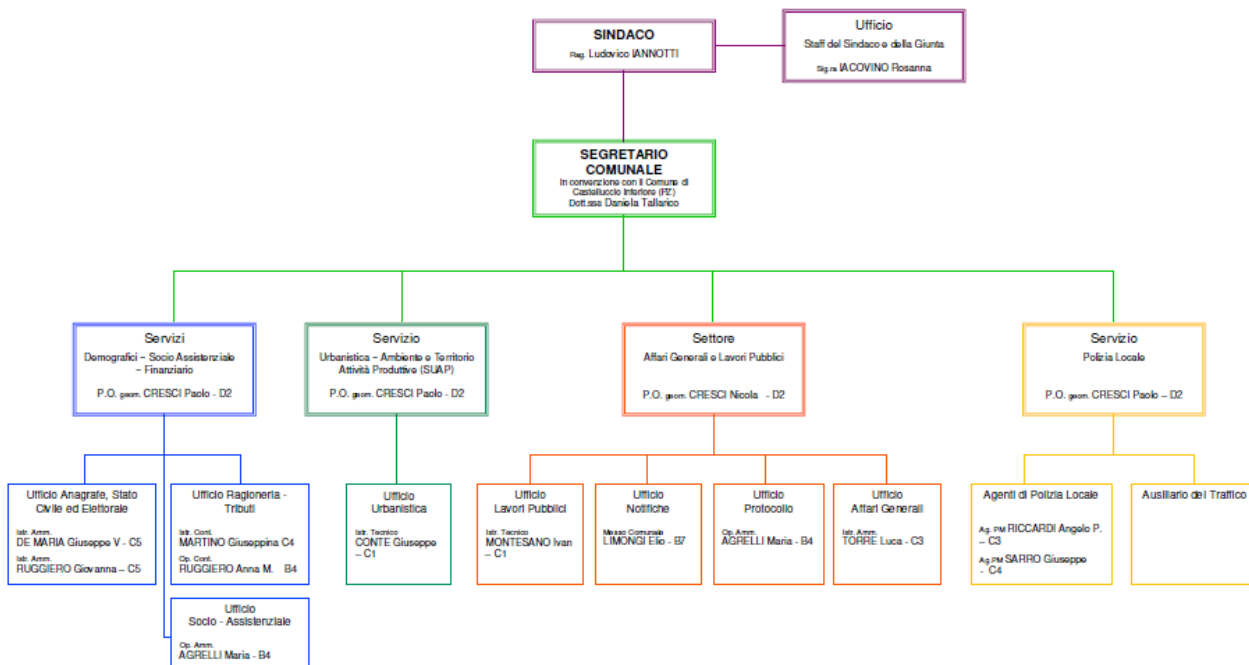 SINDACO
Rag. Ludovico IANNOTTI
Ufficio
Staff del Sindaco e della Giunta
Sig.ra IACOVINO Rosanna
SEGRETARIO
COMUNALE
In convenzione con il Comune di
Castelluccio Inferiore (PZ)
Dott.ssa Daniela Tallarico
Servizi
Demografici – Socio Assistenziale
– Finanziario
P.O. geom. CRESCI Paolo - D2
Servizio
Urbanistica – Ambiente e Territorio
Attività Produttive (SUAP)
P.O. geom. CRESCI Paolo - D2
Settore
Affari Generali e Lavori Pubblici
P.O. geom. CRESCI Nicola - D2
Servizio
Polizia Locale
P.O. geom. CRESCI Paolo – D2
Ufficio Anagrafe, Stato
Civile ed Elettorale
Istr. Amm.
DE MARIA Giuseppe V - C5
Istr. Amm.
RUGGIERO Giovanna – C5
Ufficio Ragioneria -
Tributi
Istr. Cont.
MARTINO Giuseppina C4
Op. Cont.
RUGGIERO Anna M. B4
Ufficio
Socio - Assistenziale
Op. Amm.
AGRELLI Maria - B4
Ufficio
Urbanistica
Istr. Tecnico
CONTE Giuseppe
– C1
Ufficio
Lavori Pubblici
Istr. Tecnico
MONTESANO Ivan
– C1
Ufficio
Notifiche
Messo Comunale
LIMONGI Elio - B7
Ufficio
Protocollo
Op. Amm.
AGRELLI Maria - B4
Ufficio
Affari Generali
Istr. Amm.
TORRE Luca - C3
Agenti di Polizia Locale
Ag. PM RICCARDI Angelo P.
– C3
Ag.PM SARRO Giuseppe
- C4
Ausiliario del Traffico